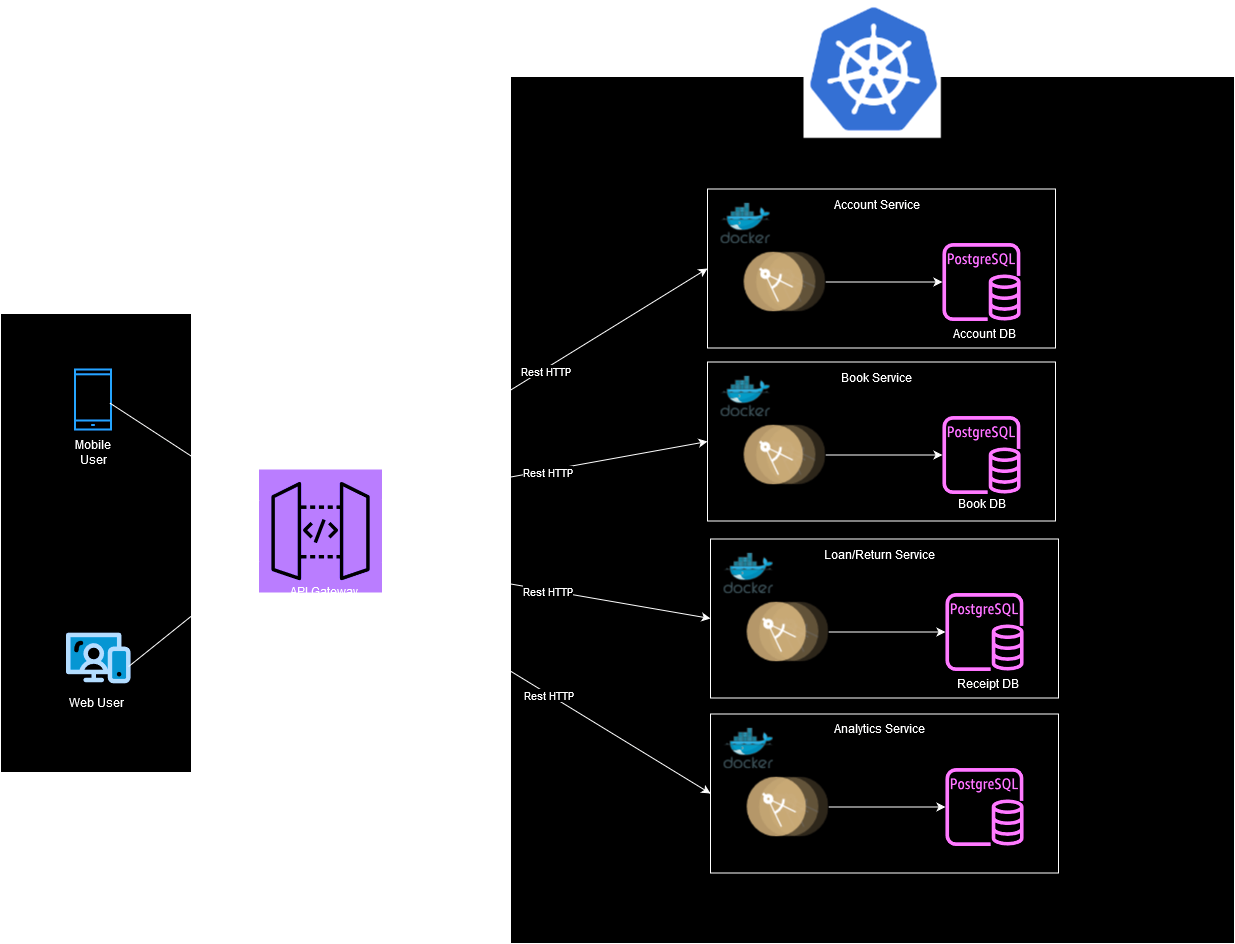 Mobile
User
Web User
API Gateway
Rest HTTP
Rest HTTP
Rest HTTP
Rest HTTP
Account Service
docker
PostgreSQL
Account DB
Book Service
docker
PostgreSQL
Book DB
Loan/Return Service
docker
PostgreSQL
Receipt DB
Analytics Service
docker
PostgreSQL